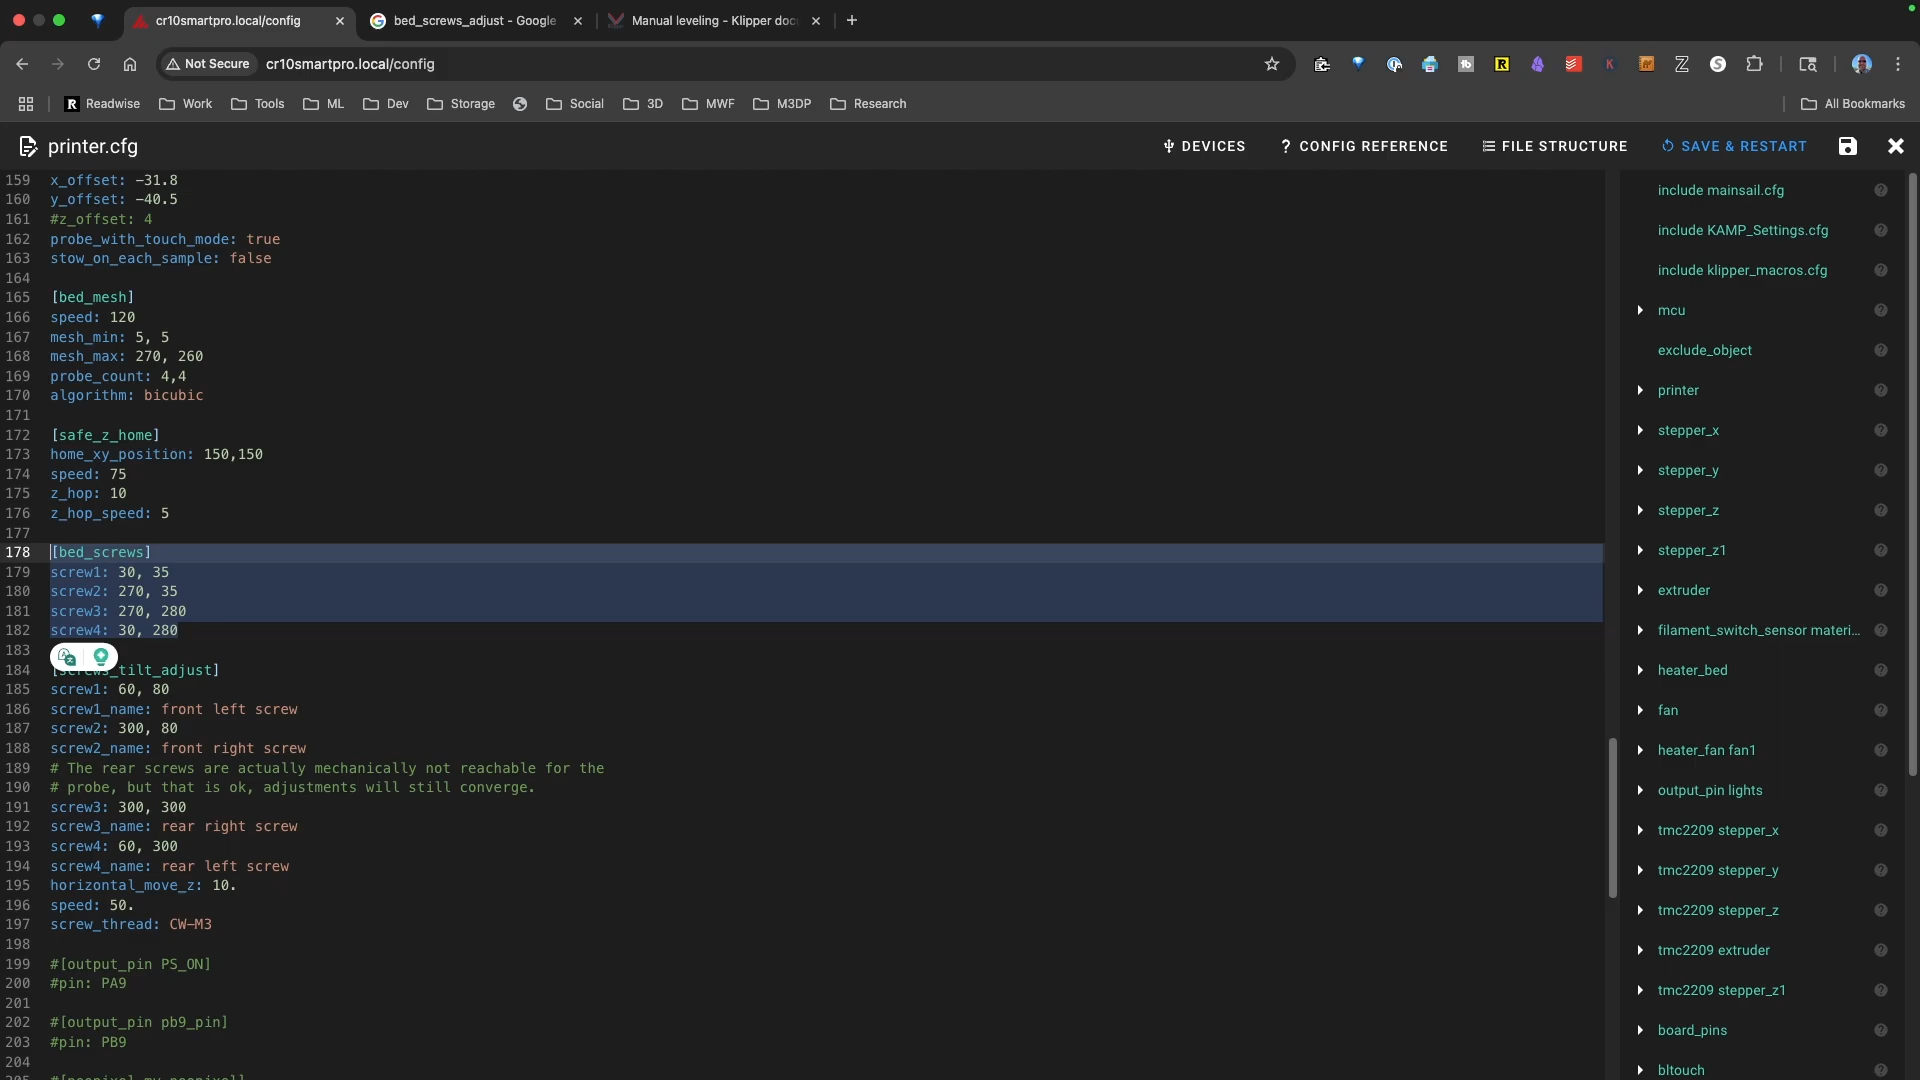 cr10smartpro.local/config
bed_screws_adjust - Google
Manual leveling - Klipper doc
Not Secure
cr10smartpro.local/config
Readwise
Work
Tools
ML
Dev
Storage
Social
3D
MWF
M3DP
Research
All Bookmarks
printer.cfg
DEVICES
? CONFIG REFERENCE
FILE STRUCTURE
SAVE & RESTART
159 x_offset: -31.8
160 y_offset: -40.5
161 #z_offset: 4
162 probe_with_touch_mode: true
163 stow_on_each_sample: false
164
165 [bed_mesh]
166 speed: 120
167 mesh_min: 5, 5
168 mesh_max: 270, 260
169 probe_count: 4,4
170 algorithm: bicubic
171
172 [safe_z_home]
173 home_xy_position: 150,150
174 speed: 75
175 z_hop: 10
176 z_hop_speed: 5
177
178 [bed_screws]
179 screw1: 30, 35
180 screw2: 270, 35
181 screw3: 270, 280
182 screw4: 30, 280
183
184 [screws_tilt_adjust]
185 screw1: 60, 80
186 screw1_name: front left screw
187 screw2: 300, 80
188 screw2_name: front right screw
189 # The rear screws are actually mechanically not reachable for the
190 # probe, but that is ok, adjustments will still converge.
191 screw3: 300, 300
192 screw3_name: rear right screw
193 screw4: 60, 300
194 screw4_name: rear left screw
195 horizontal_move_z: 10.
196 speed: 50.
197 screw_thread: CW-M3
198
199 #[output_pin PS_ON]
200 #pin: PA9
201
202 #[output_pin pb9_pin]
203 #pin: PB9
204
include mainsail.cfg
include KAMP_Settings.cfg
include klipper_macros.cfg
mcu
exclude_object
printer
stepper_x
stepper_y
stepper_z
stepper_z1
extruder
filament_switch_sensor materi...
heater_bed
fan
heater_fan fan1
output_pin lights
tmc2209 stepper_x
tmc2209 stepper_y
tmc2209 stepper_z
tmc2209 extruder
tmc2209 stepper_z1
board_pins
bltouch